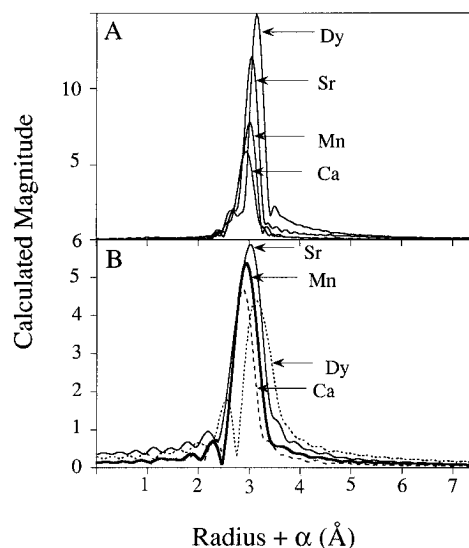 A
Dy
Sr
Mn
Ca
10
5
Calculated Magnitude
6
B
Sr
Mn
Dy
Ca
5
4
3
2
1
0
1 2 3 4 5 6 7
Radius + α (Å)